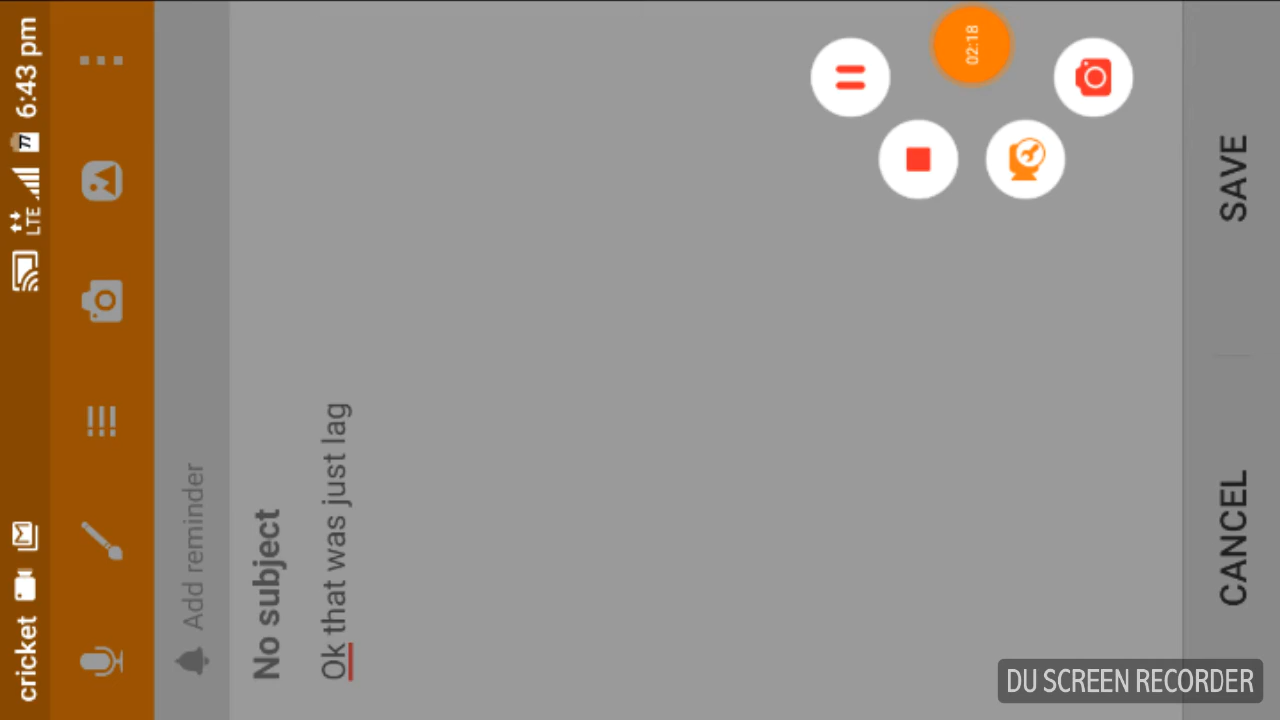 cricket LTE 77 6:43 pm
Add reminder
No subject
Ok that was just lag
02:18
CANCEL SAVE
DU SCREEN RECORDER